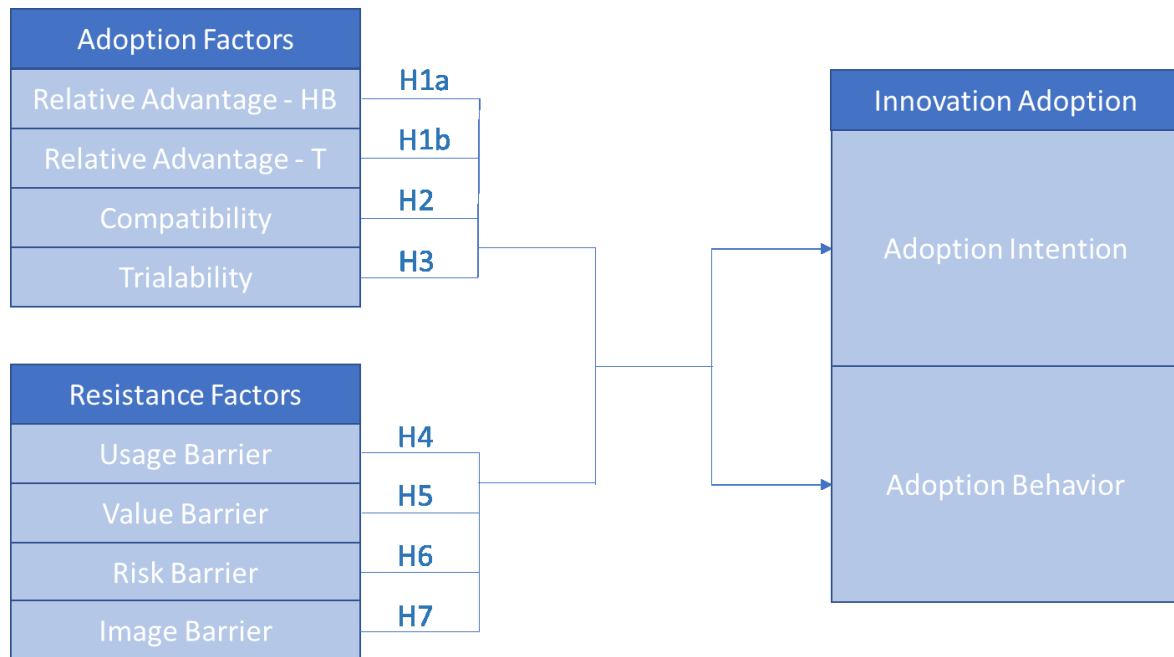 Adoption Factors
Relative Advantage - HB
H1a
Relative Advantage - T
H1b
Compatibility
H2
Trialability
H3
Resistance Factors
Usage Barrier
H4
Value Barrier
H5
Risk Barrier
H6
Image Barrier
H7
Innovation Adoption
Adoption Intention
Adoption Behavior